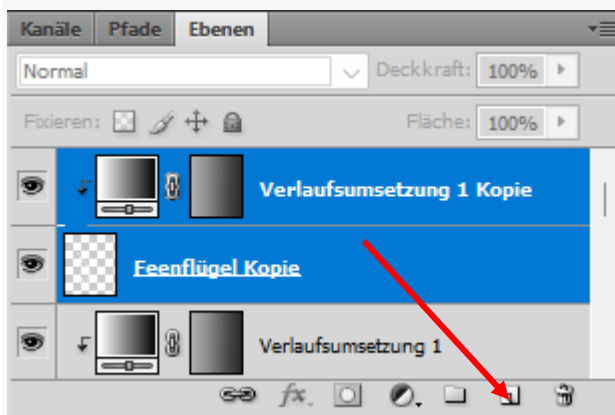 Kanäle Pfade Ebenen
Normal Deckkraft: 100%
Fixieren: Fläche: 100%
Verlaufsumsetzung 1 Kopie
Feenflügel Kopie
Verlaufsumsetzung 1
fx.